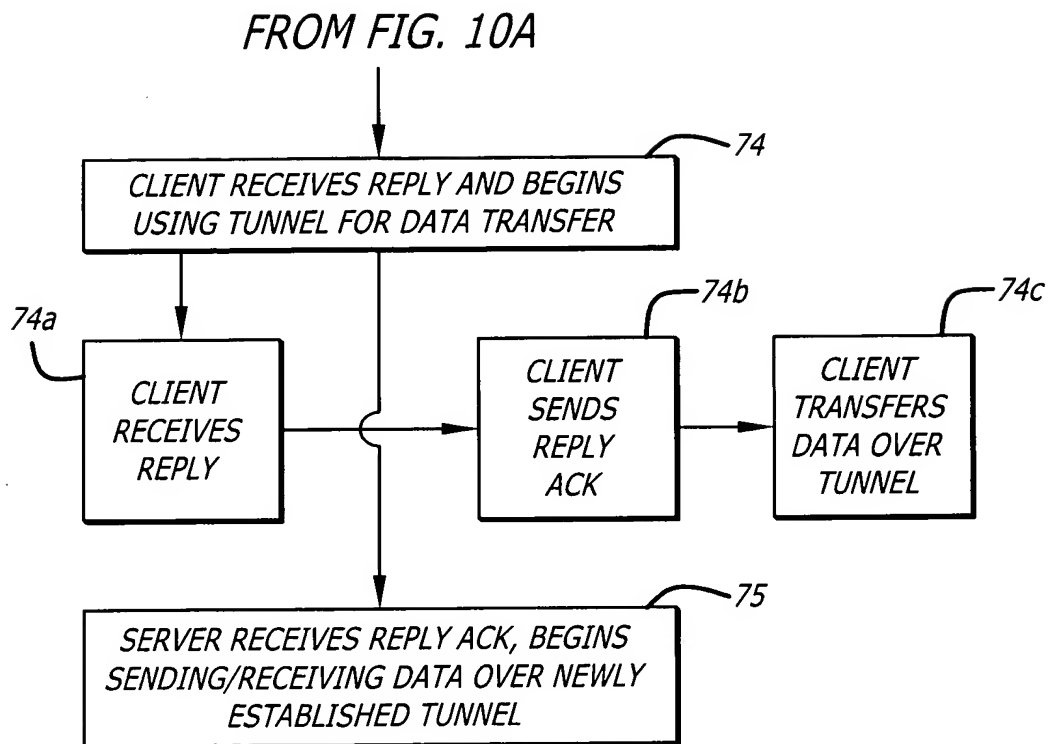 FROM FIG. 10A
74
CLIENT RECEIVES REPLY AND BEGINS
USING TUNNEL FOR DATA TRANSFER
74a
CLIENT
RECEIVES
REPLY
74b
CLIENT
SENDS
REPLY
ACK
74c
CLIENT
TRANSFERS
DATA OVER
TUNNEL
75
SERVER RECEIVES REPLY ACK, BEGINS
SENDING/RECEIVING DATA OVER NEWLY
ESTABLISHED TUNNEL